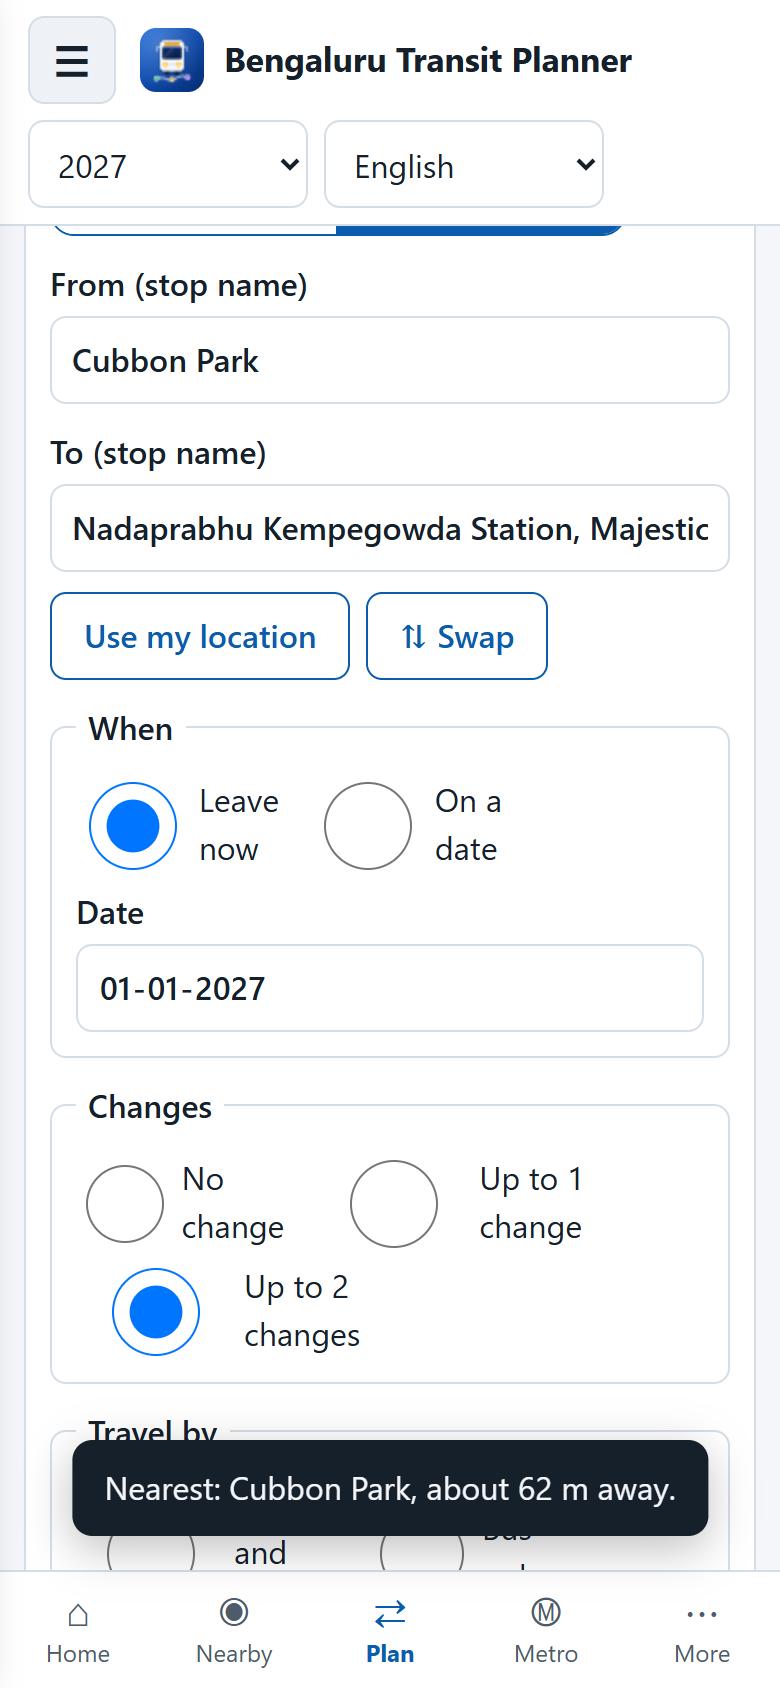 ☰ Bengaluru Transit Planner
2027 English
From (stop name)
Cubbon Park
To (stop name)
Nadaprabhu Kempegowda Station, Majestic
Use my location ⇅ Swap
When
Leave now
On a date
Date
01-01-2027
Changes
No change
Up to 1 change
Up to 2 changes
Travel by
Nearest: Cubbon Park, about 62 m away.
and
Home Nearby Plan Metro More